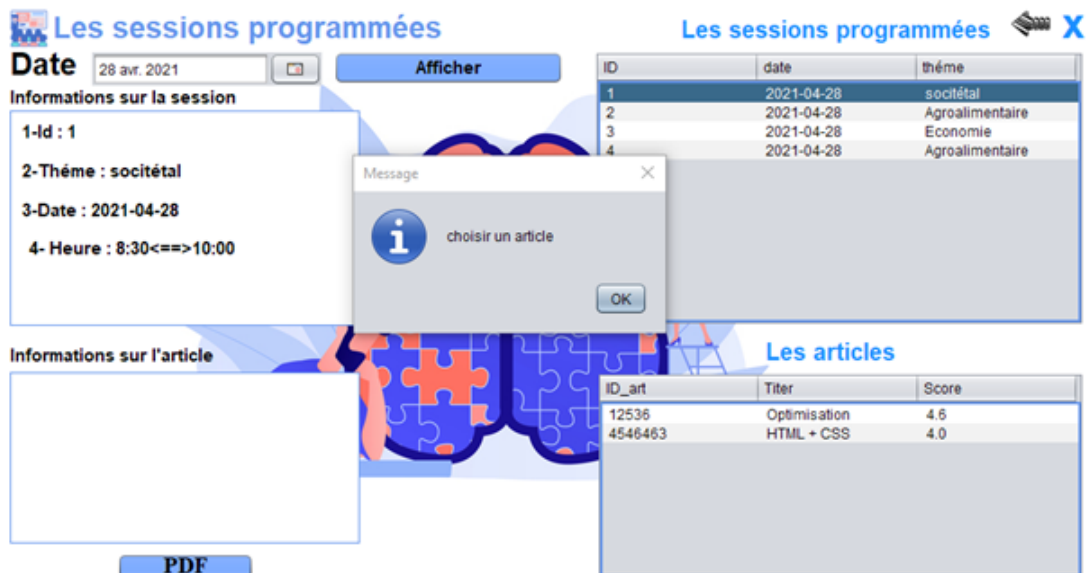 Les sessions programmées
Les sessions programmées X
Date 28 avr. 2021 Afficher
Informations sur la session
1-Id : 1
2-Théme : socitétal
3-Date : 2021-04-28
4- Heure : 8:30<==>10:00
ID date théme
1 2021-04-28 socitétal
2 2021-04-28 Agroalimentaire
3 2021-04-28 Economie
4 2021-04-28 Agroalimentaire
Message
choisir un article
OK
Informations sur l'article
Les articles
ID_art Titer Score
12536 Optimisation 4.6
4546463 HTML + CSS 4.0
PDF